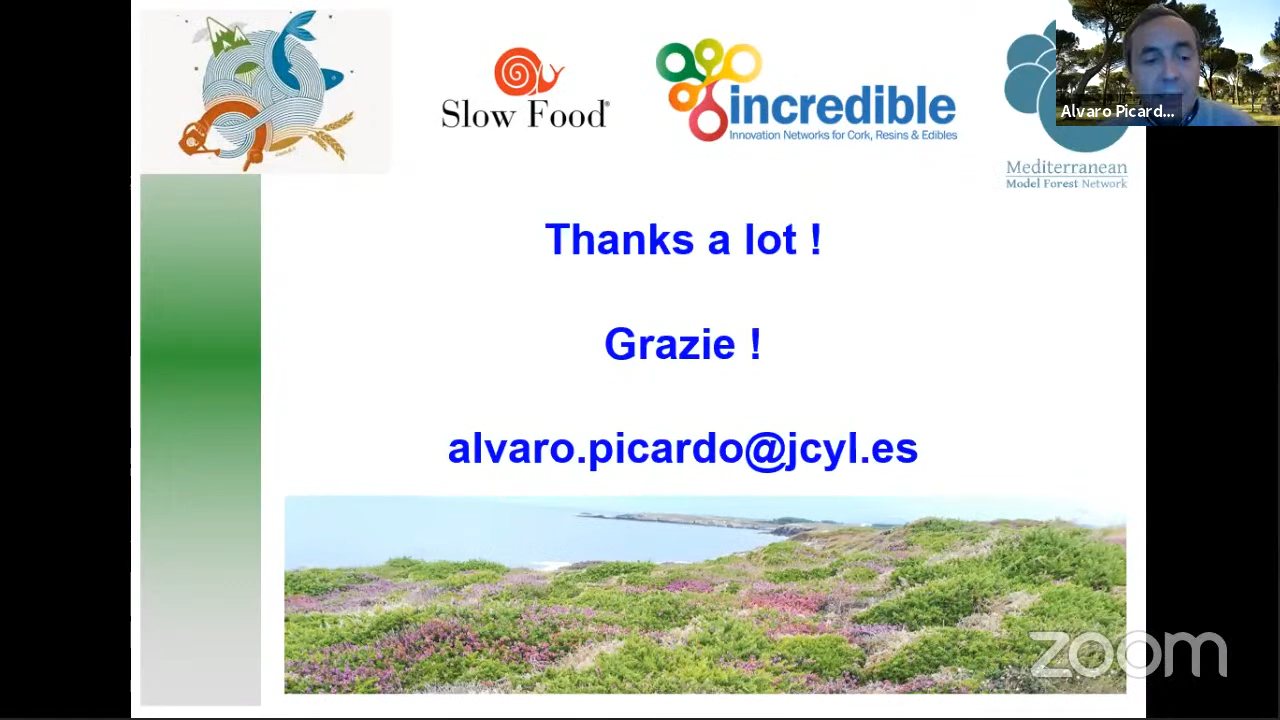 Slow Food®
incredible
Innovation Networks for Cork, Resins & Edibles
Mediterranean
Model Forest Network
Alvaro Picard...
Thanks a lot !
Grazie !
alvaro.picardo@jcyl.es
zoom